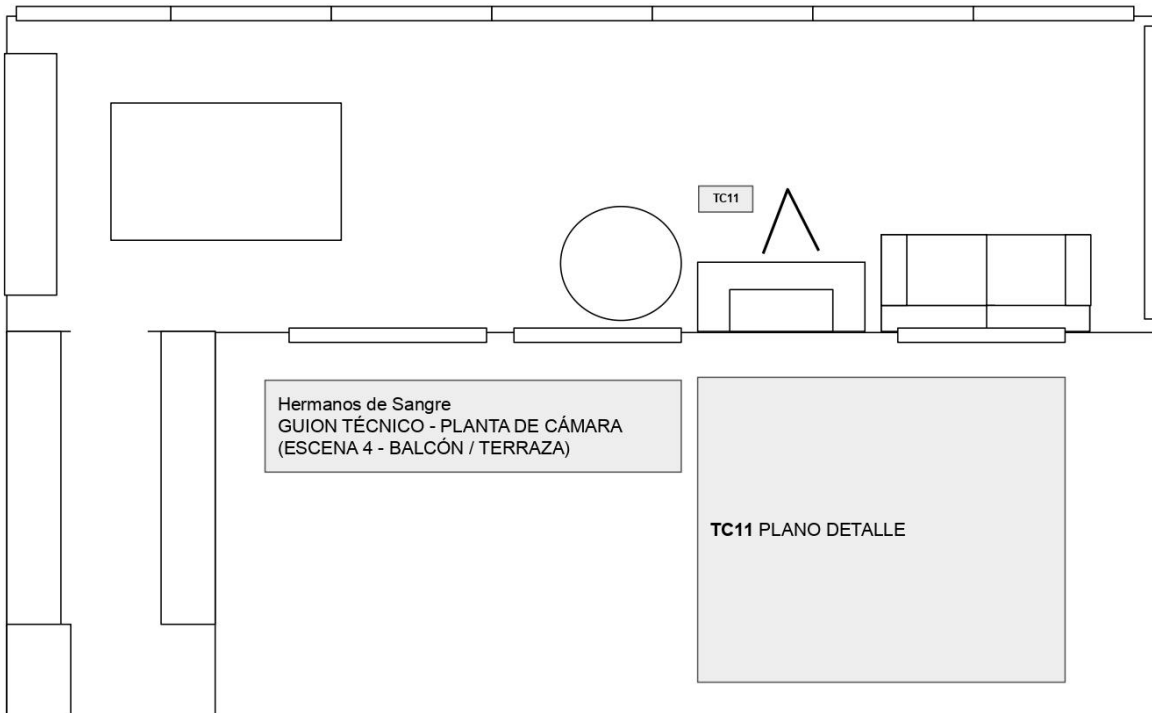 TC11
Hermanos de Sangre
GUION TÉCNICO - PLANTA DE CÁMARA
(ESCENA 4 - BALCÓN / TERRAZA)
TC11 PLANO DETALLE